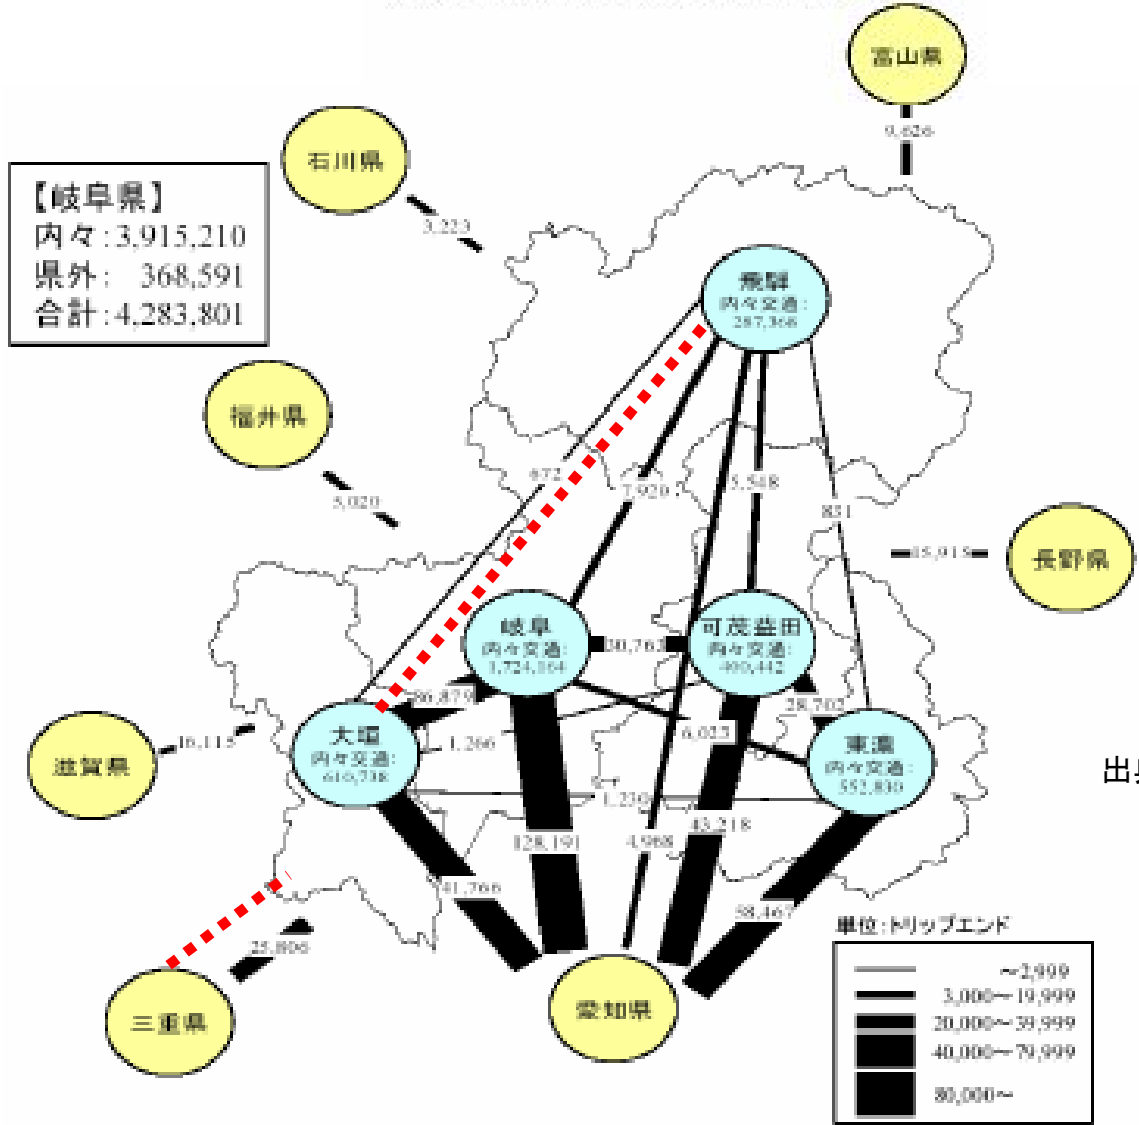 富山県
9,626
石川県
3,223
【岐阜県】
内々:3,915,210
県外: 368,591
合計:4,283,801
飛騨
内々交通:
287,366
福井県
5,020
672
7,920
5,548
831
長野県
15,915
岐阜
内々交通:
1,724,164
30,763
可茂益田
内々交通:
400,442
86,879
28,702
滋賀県
16,115
大垣
内々交通:
610,738
1,266
6,023
東濃
内々交通:
552,830
1,230
128,191
4,968
43,218
41,766
58,467
25,806
三重県
愛知県
単位:トリップエンド
～2,999
3,000～19,999
20,000～39,999
40,000～79,999
80,000～